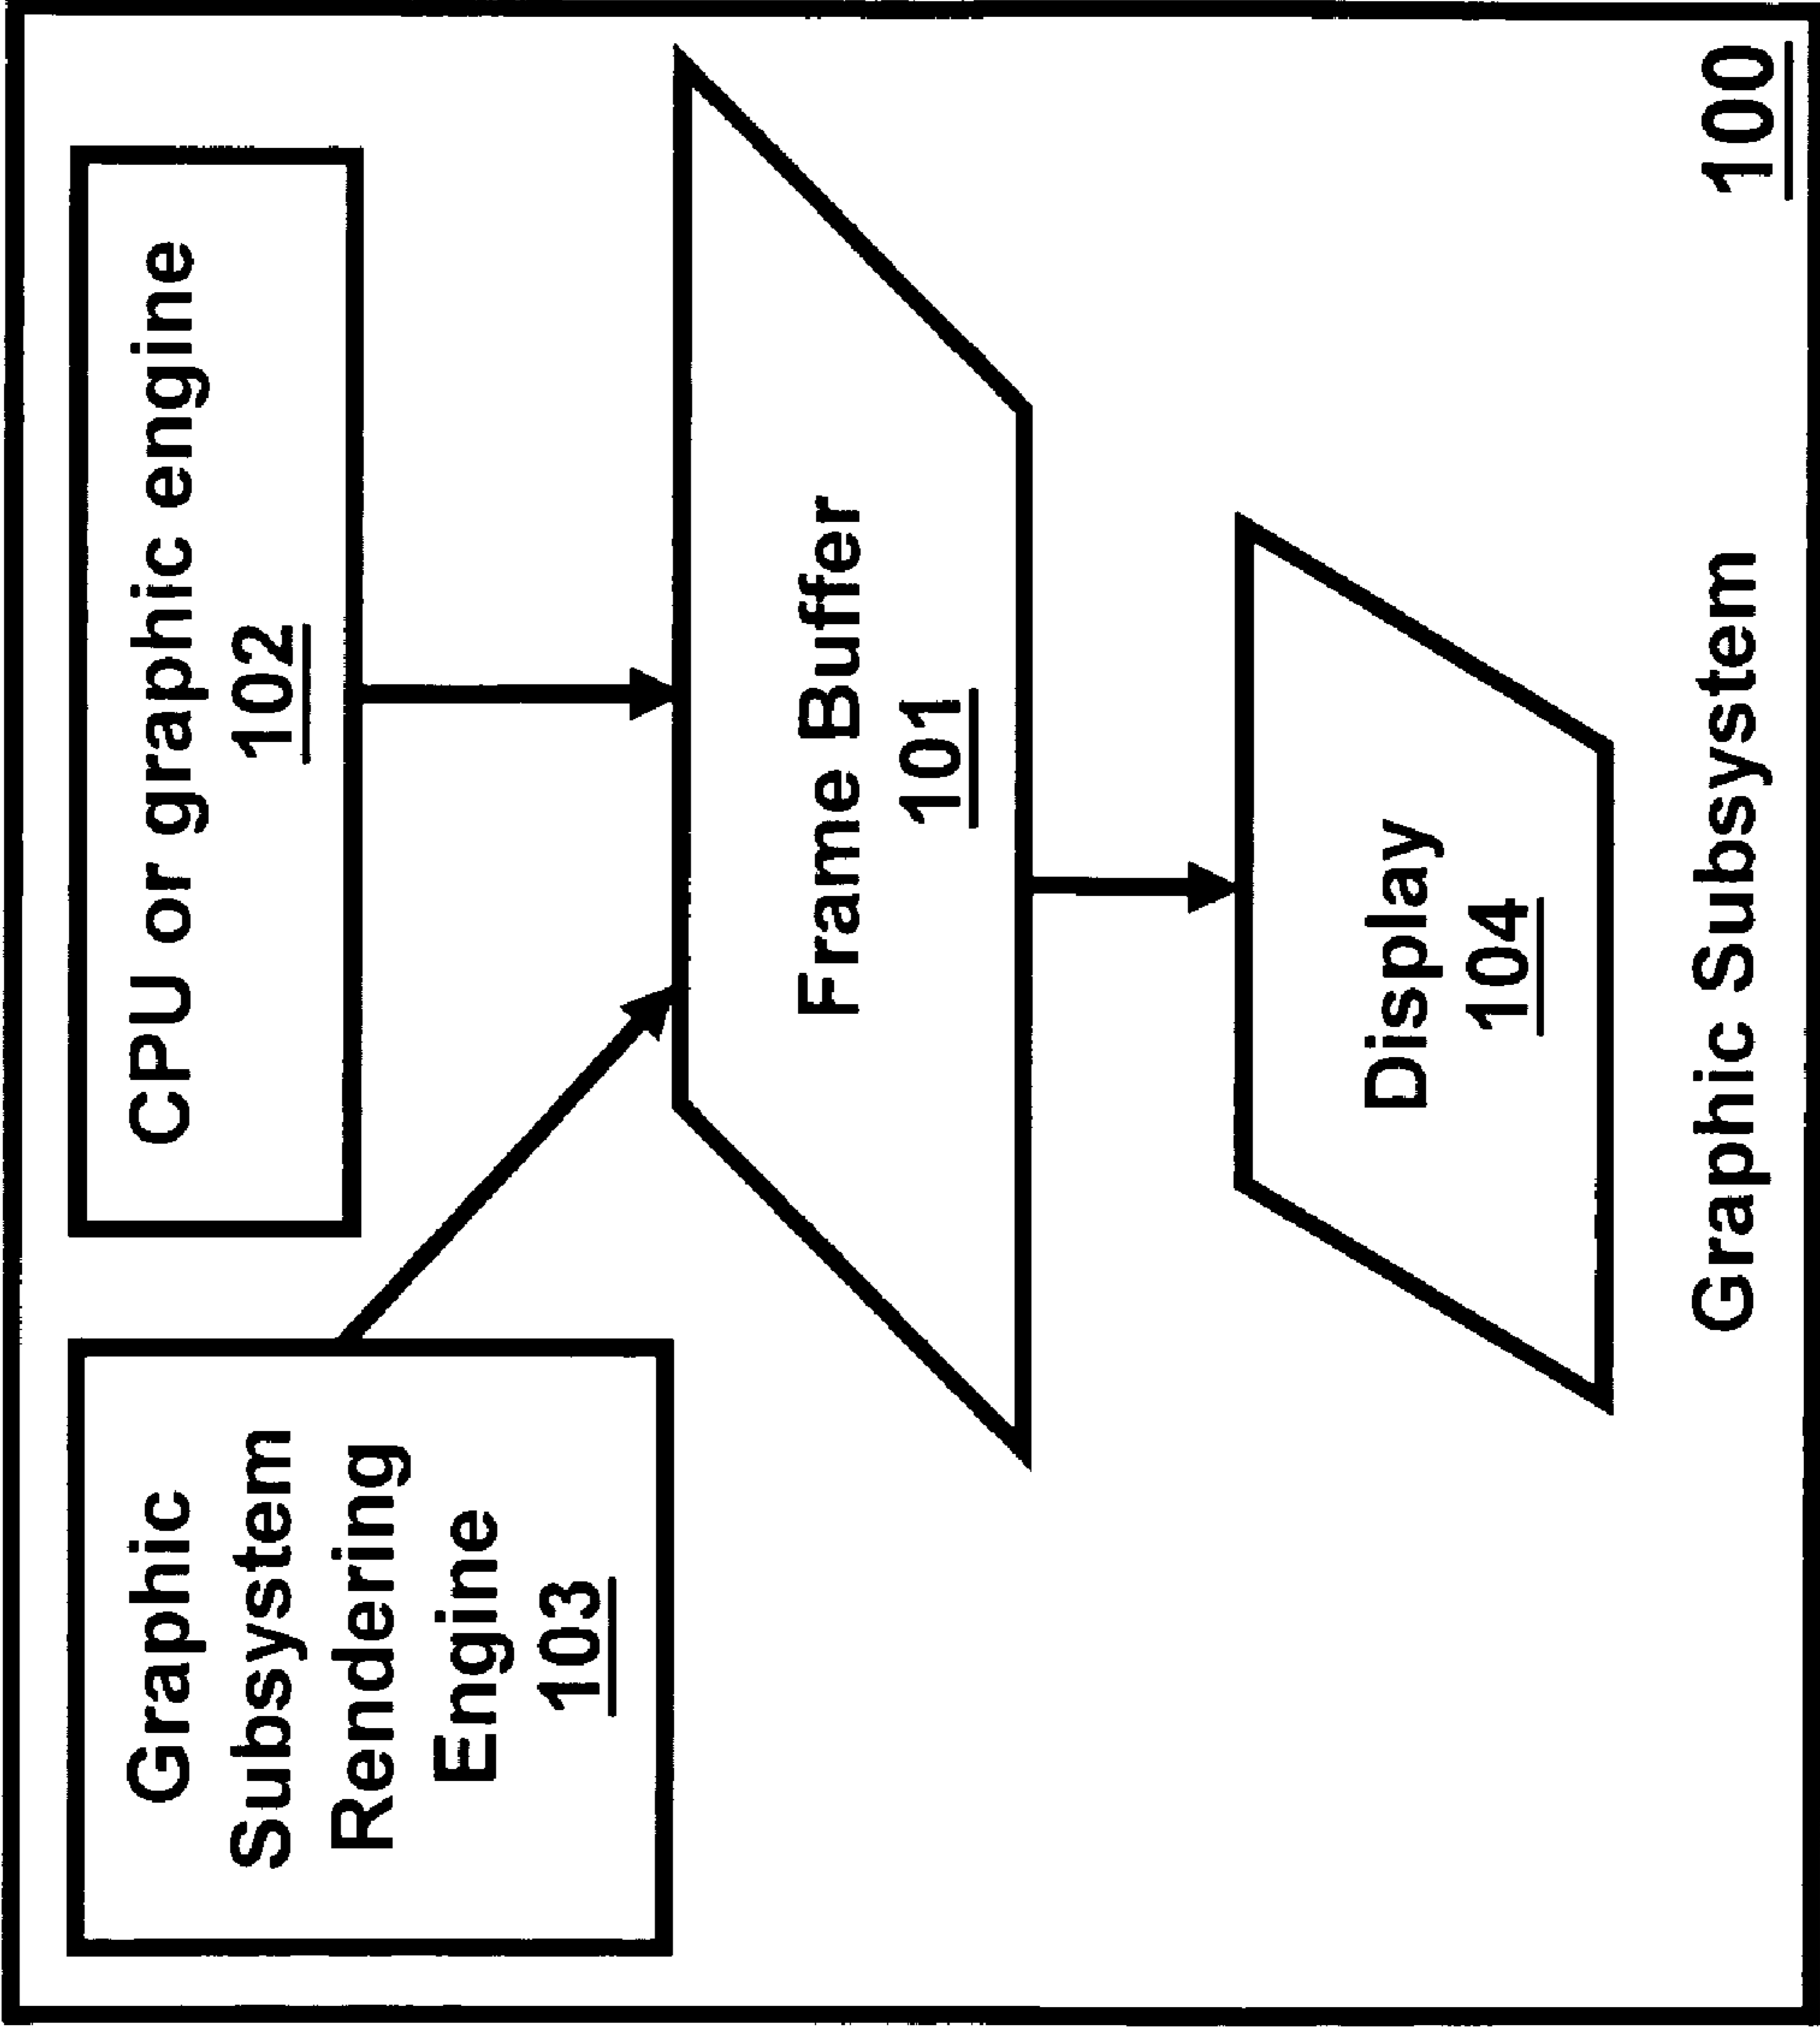 Graphic
Subsystem
Rendering
Engine
103
CPU or graphic engine
102
Frame Buffer
101
Display
104
Graphic Subsystem
100